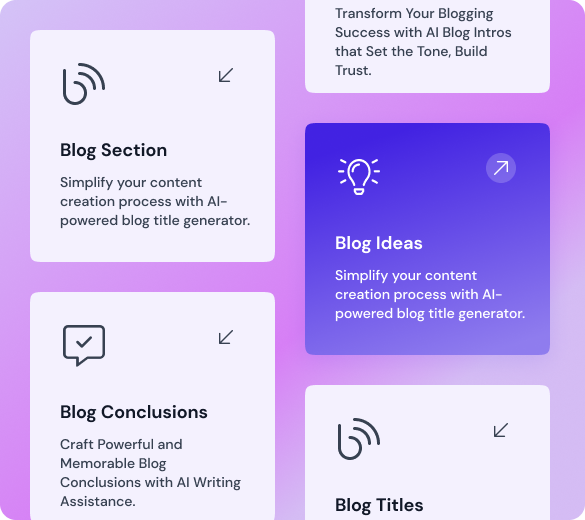 Blog Section
Simplify your content
creation process with AI-
powered blog title generator.
Blog Conclusions
Craft Powerful and
Memorable Blog
Conclusions with AI Writing
Assistance.
Transform Your Blogging
Success with AI Blog Intros
that Set the Tone, Build
Trust.
Blog Ideas
Simplify your content
creation process with AI-
powered blog title generator.
Blog Titles